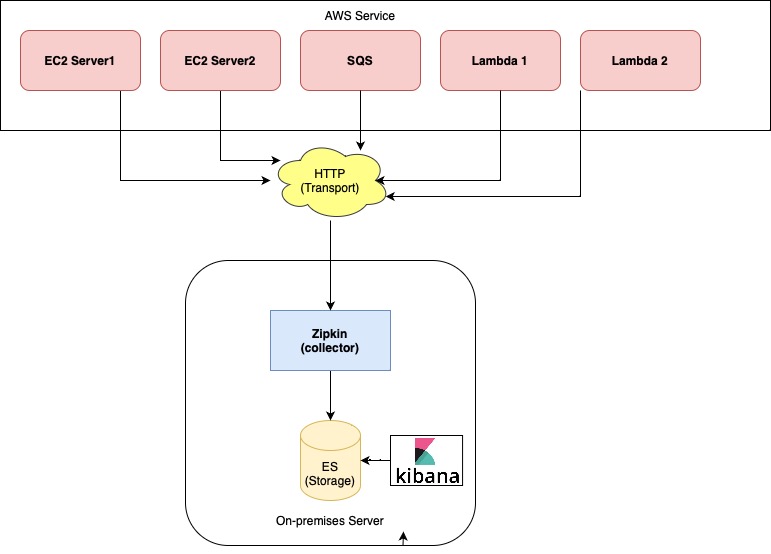 AWS Service
EC2 Server1
EC2 Server2
SQS
Lambda 1
Lambda 2
HTTP
(Transport)
Zipkin
(collector)
ES
(Storage)
kibana
On-premises Server